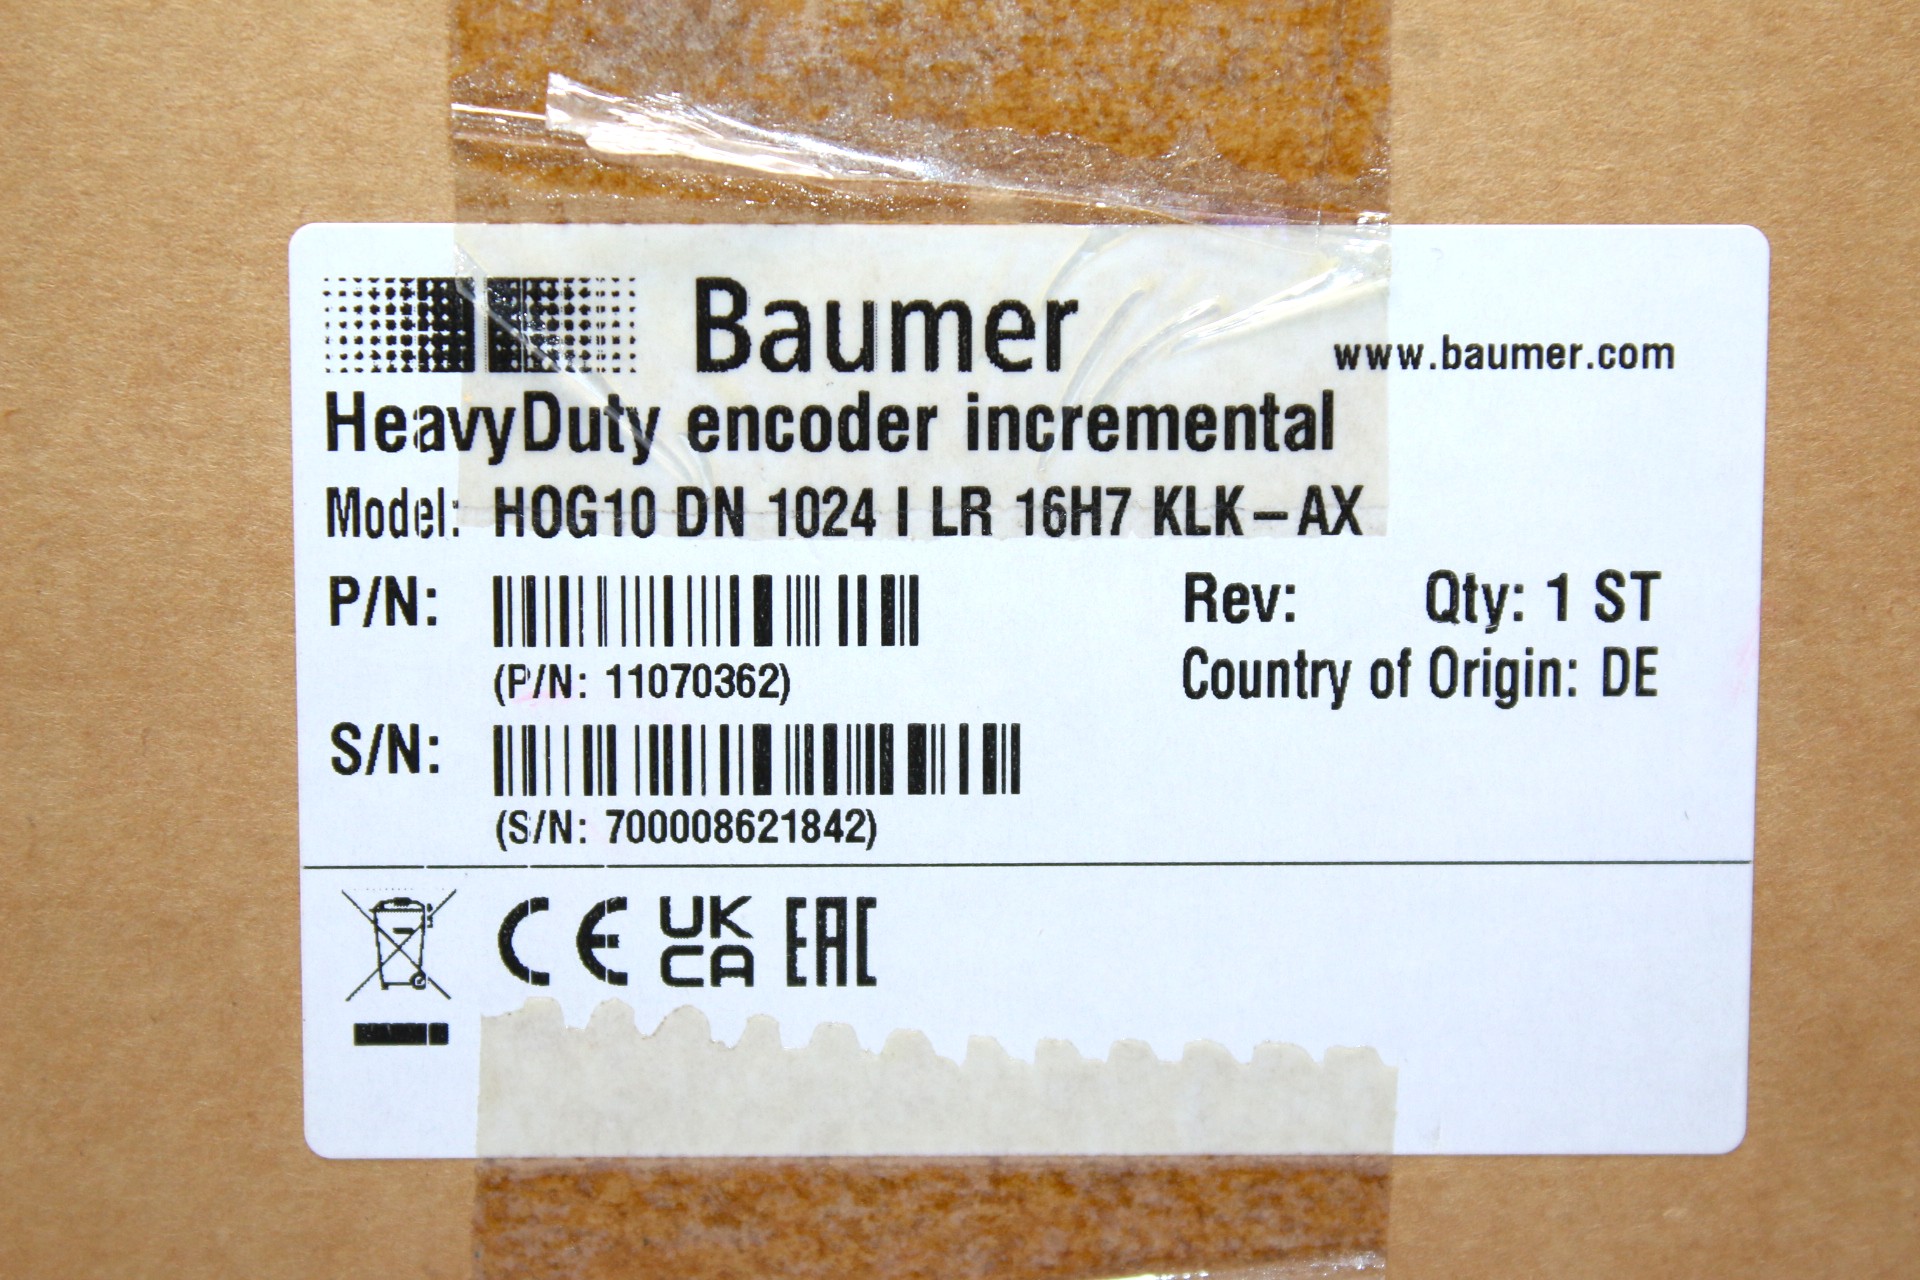 Baumer
www.baumer.com
HeavyDuty encoder incremental
Model: HOG10 DN 1024 I LR 16H7 KLK-AX
P/N:
(P/N: 11070362)
Rev: Qty: 1 ST
Country of Origin: DE
S/N:
(S/N: 700008621842)
CE UK CA EAC